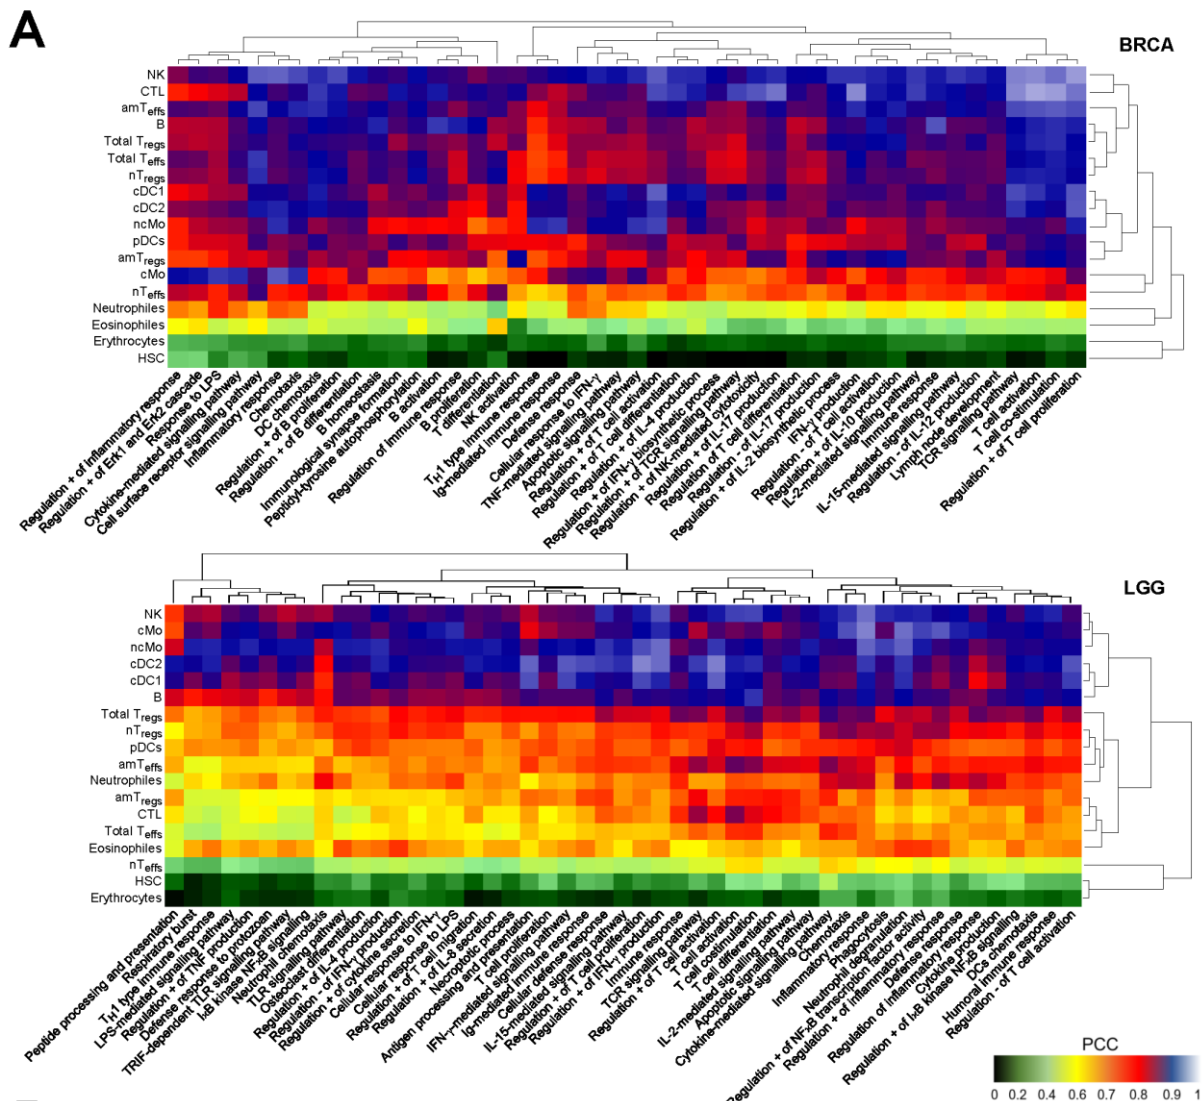 A
BRCA
NK
CTL
amTeffs
B
Total Tregs
Total Teffs
nTregs
cDC1
cDC2
ncMo
pDCs
amTregs
cMo
nTeffs
Neutrophiles
Eosinophiles
Erythrocytes
HSC
Regulation + of Inflammatory response
Regulation + of Erk1 and Erk2 cascade
Response to LPS
Cytokine-mediated signalling pathway
Cell surface receptor signalling pathway
Inflammatory response
DC Chemotaxis
DC chemotaxis
Regulation + of B proliferation
Regulation + of B differentiation
B homeostasis
Immunological synapse formation
Peptidyl-tyrosine autophosphorylation
B activation
Regulation of immune response
B proliferation
T differentiation
NK activation
TH1 type immune response
Ig-mediated immune response
Defense response
Cellular response to IFN-γ
TNF-mediated signalling pathway
Apoptotic signalling pathway
Regulation + of T cell activation
Regulation + of T cell differentiation
Regulation + of IL-4 production
Regulation + of IFN-γ biosynthetic process
Regulation + of TCR signalling pathway
Regulation + of NK-mediated cytotoxicity
Regulation + of IL-17 production
Regulation of T cell differentiation
Regulation - of IL-17 production
Regulation + of IL-2 biosynthetic process
IFN-γ production
Regulation - of T cell activation
Regulation + of IL-10 production
IL-2-mediated signalling pathway
Immune response
IL-15-mediated signalling pathway
Regulation - of IL-12 production
Lymph node development
TCR signalling pathway
T cell activation
T cell co-stimulation
Regulation + of T cell proliferation
LGG
NK
cMo
ncMo
cDC2
cDC1
B
Total Tregs
nTregs
pDCs
amTeffs
Neutrophiles
amTregs
CTL
Total Teffs
Eosinophiles
nTeffs
HSC
Erythrocytes
Peptide processing and presentation
Respiratory burst
TH1 type Immune response
LPS-mediated signalling pathway
Regulation + of TNF production
Defense response to protozoan
TRIF-dependent TLR signalling pathway
IκB kinase NF-κB signalling
Neutrophil chemotaxis
TLR signalling pathway
Osteoclast differentiation
Regulation + of IL-4 production
Regulation - of IFN-γ production
Regulation + of cytokine secretion
Cellular response to IFN-γ
Cellular response to LPS
Regulation + of T cell migration
Regulation + of IL-8 secretion
Necroptotic process
Antigen processing and presentation
T cell proliferation
IFN-γ-mediated signalling pathway
Ig-mediated immune response
Cellular defense response
IL-15-mediated signalling pathway
Regulation + of T cell proliferation
Regulation + of IFN-γ production
Immune response
TCR signalling pathway
Regulation + of T cell activation
T cell activation
T cell costimulation
T cell differentiation
IL-2-mediated signalling pathway
Apoptotic signalling pathway
Cytokine-mediated signalling pathway
Chemotaxis
Inflammatory response
Phagocytosis
Neutrophil degranulation
Regulation + of NF-κB transcription factor activity
Regulation + of inflammatory response
Defense response
Regulation of inflammatory response
Cytokine production
Regulation + of IκB kinase NF-κB signalling
DCs chemotaxis
Humoral immune response
Regulation - of T cell activation
PCC
0 0.2 0.4 0.6 0.7 0.8 0.9 1